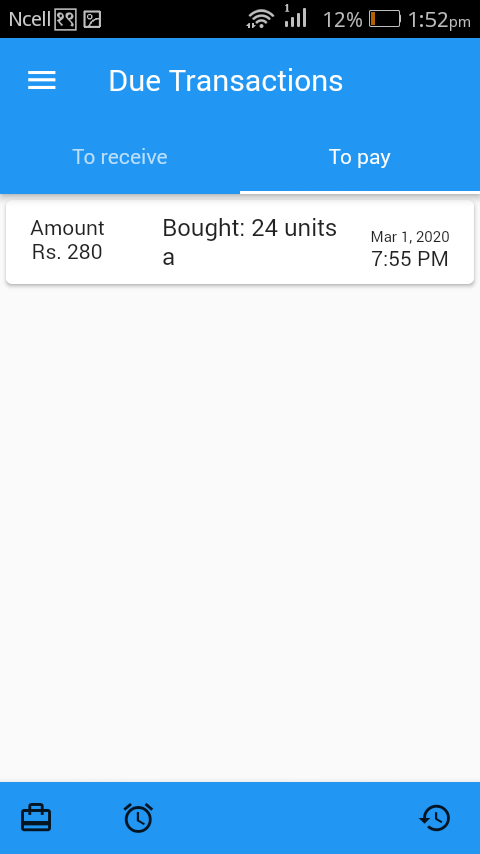 Ncell १९ 1 12% 1:52pm
Due Transactions
To receive To pay
Amount
Rs. 280
Bought: 24 units
a
Mar 1, 2020
7:55 PM